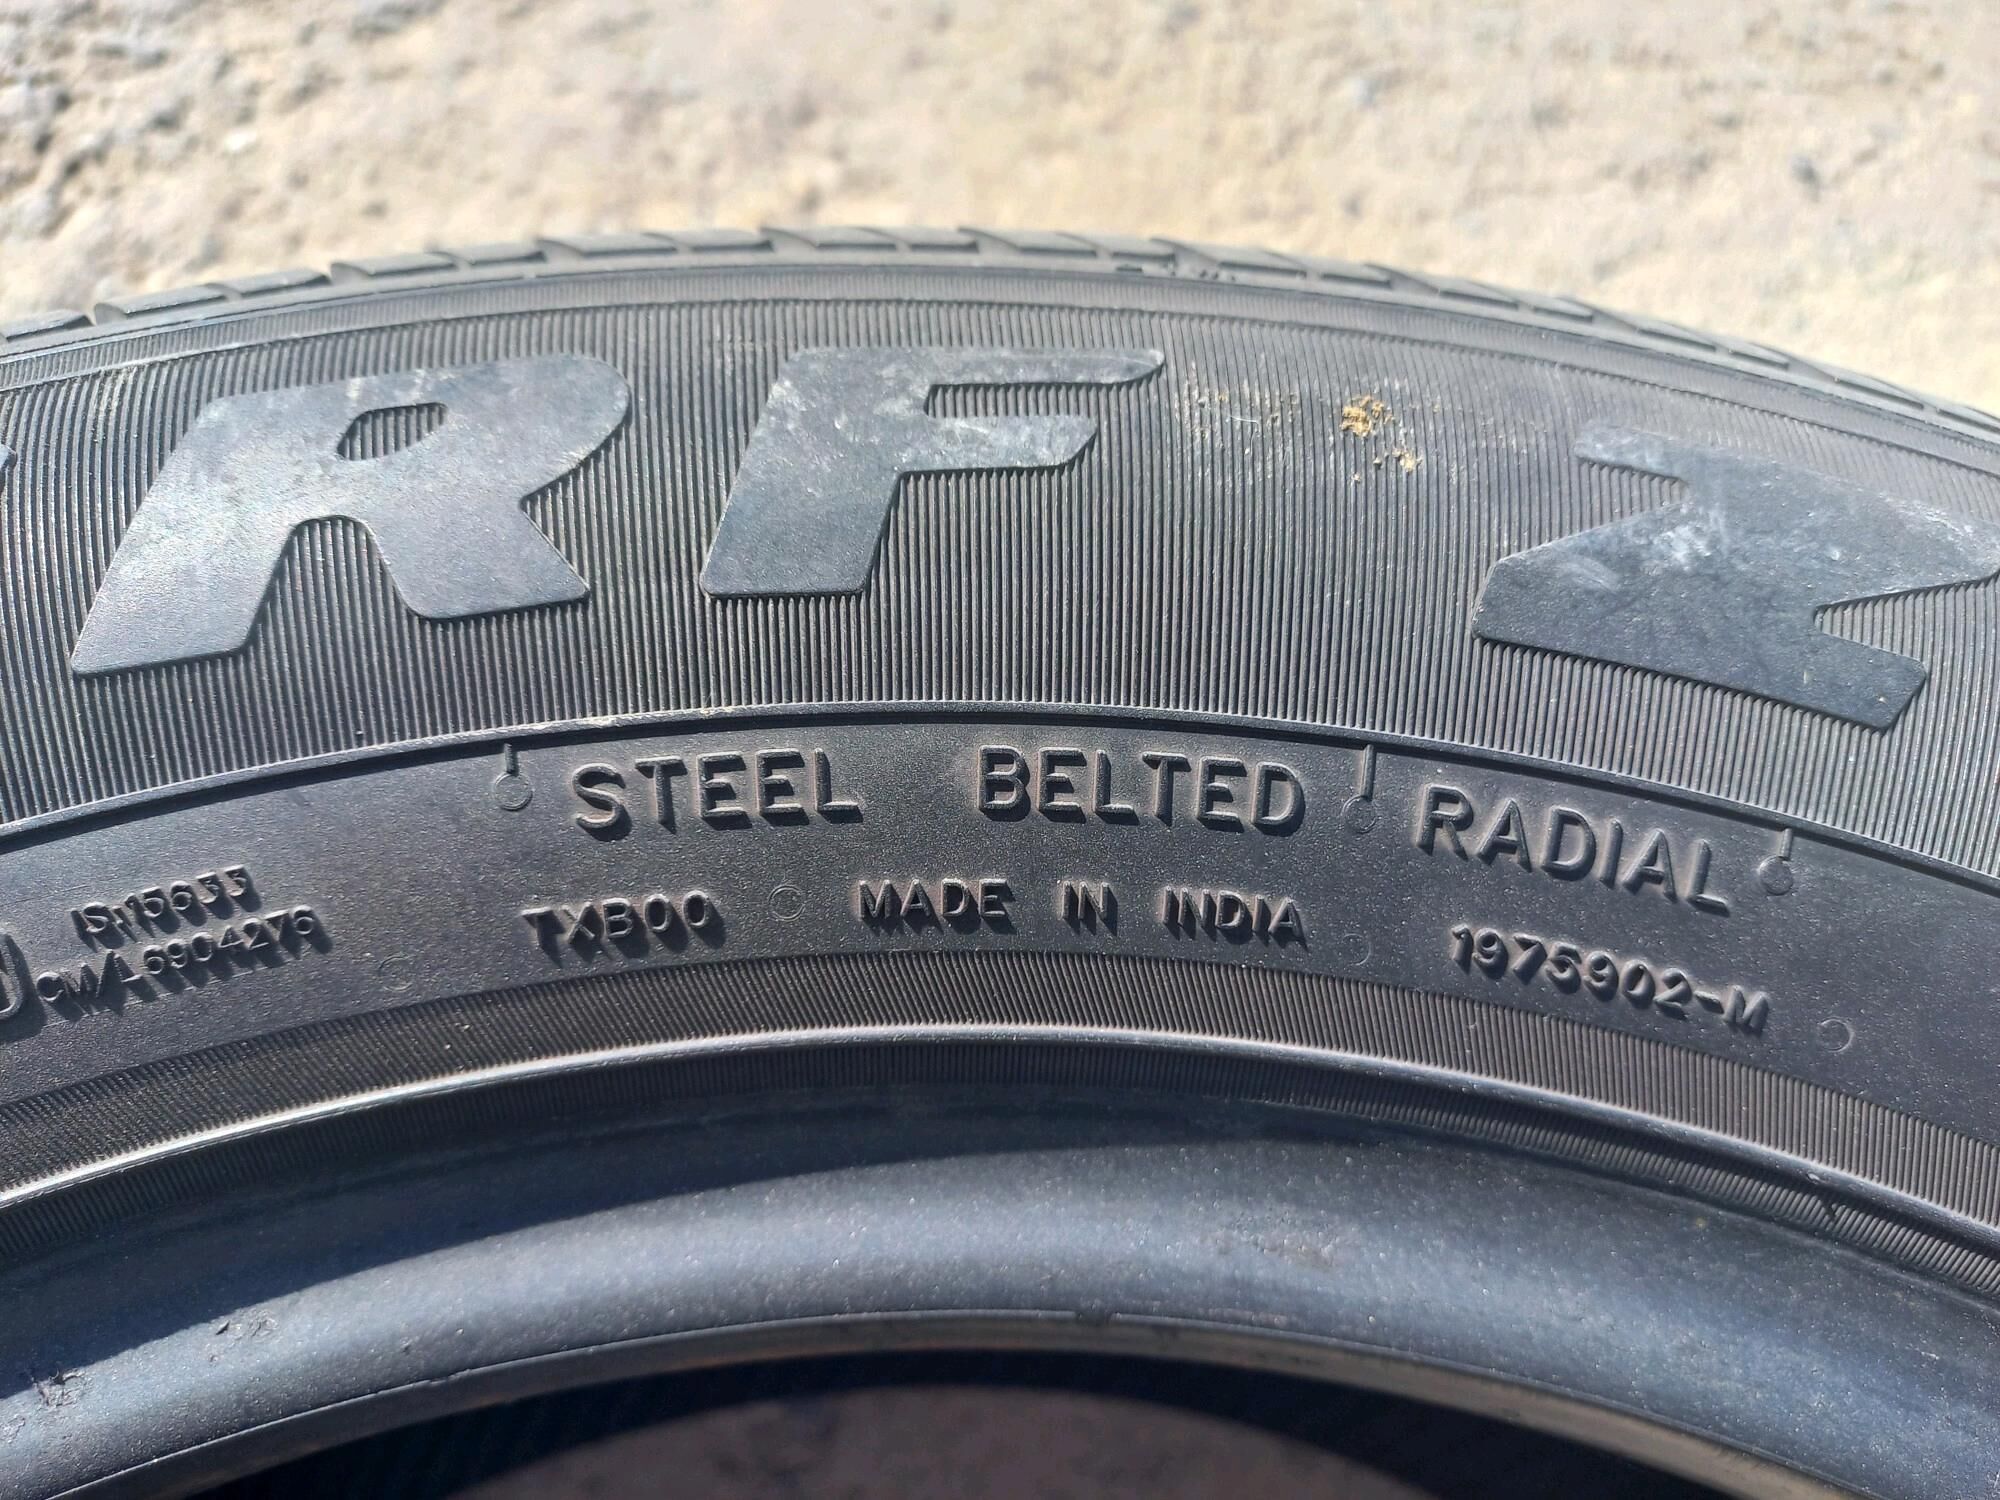 RF Z
STEEL BELTED RADIAL
IS:15633
CM/L 6904276
TXB00
MADE IN INDIA
1975902-M